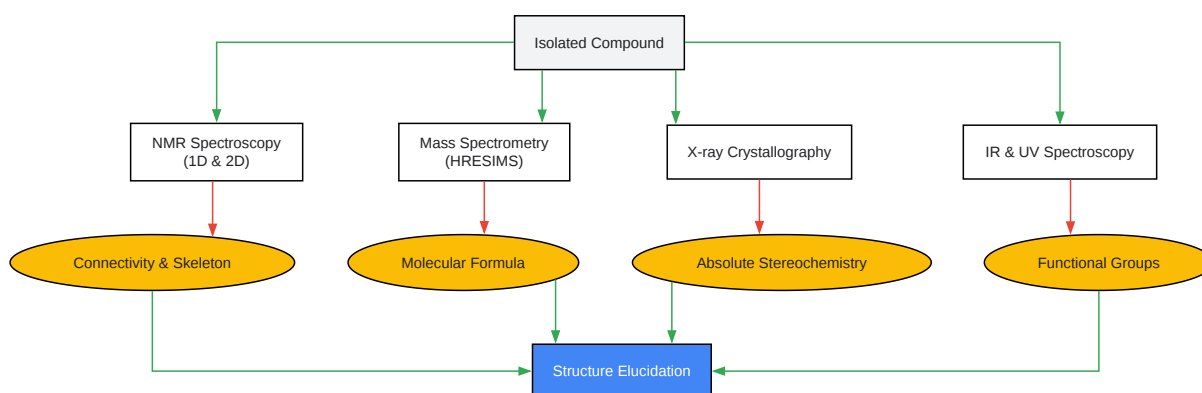 Isolated Compound
NMR Spectroscopy
(1D & 2D)
Mass Spectrometry
(HRESIMS)
X-ray Crystallography
IR & UV Spectroscopy
Connectivity & Skeleton
Molecular Formula
Absolute Stereochemistry
Functional Groups
Structure Elucidation